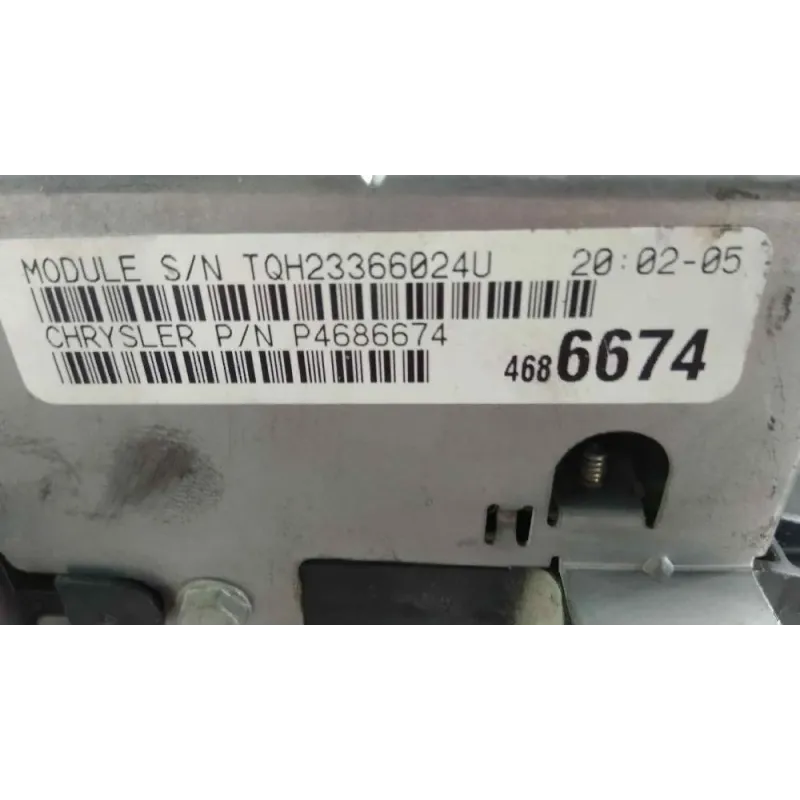 MODULE S/N TQH23366024U 20:02-05
CHRYSLER P/N P4686674
4686674